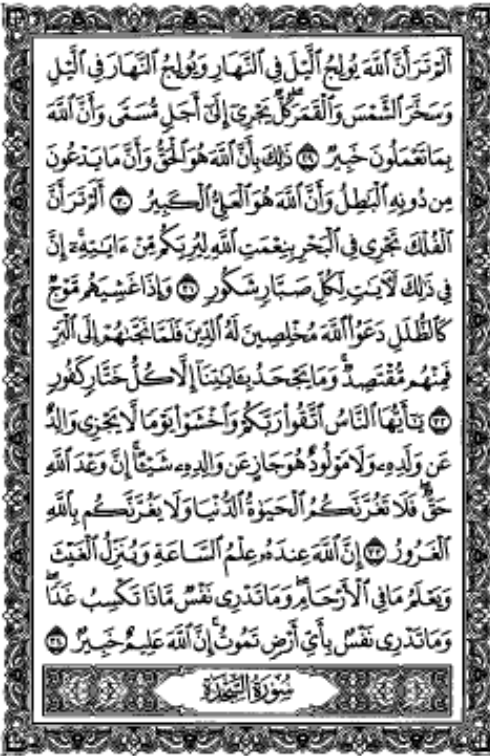 أَلَمْ تَرَ أَنَّ ٱللَّهَ يُولِجُ ٱلَّيْلَ فِى ٱلنَّهَارِ وَيُولِجُ ٱلنَّهَارَ فِى ٱلَّيْلِ
وَسَخَّرَ ٱلشَّمْسَ وَٱلْقَمَرَ كُلٌّ يَجْرِىٓ إِلَىٰٓ أَجَلٍ مُّسَمًّى وَأَنَّ ٱللَّهَ
بِمَا تَعْمَلُونَ خَبِيرٌ ٢٩ ذَٰلِكَ بِأَنَّ ٱللَّهَ هُوَ ٱلْحَقُّ وَأَنَّ مَا يَدْعُونَ
مِن دُونِهِ ٱلْبَـٰطِلُ وَأَنَّ ٱللَّهَ هُوَ ٱلْعَلِىُّ ٱلْكَبِيرُ ٣٠ أَلَمْ تَرَ أَنَّ
ٱلْفُلْكَ تَجْرِى فِى ٱلْبَحْرِ بِنِعْمَتِ ٱللَّهِ لِيُرِيَكُم مِّنْ ءَايَـٰتِهِۦٓ ۚ إِنَّ
فِى ذَٰلِكَ لَـَٔايَـٰتٍ لِّكُلِّ صَبَّارٍ شَكُورٍ ٣١ وَإِذَا غَشِيَهُم مَّوْجٌ
كَٱلظُّلَلِ دَعَوُا۟ ٱللَّهَ مُخْلِصِينَ لَهُ ٱلدِّينَ فَلَمَّا نَجَّىٰهُمْ إِلَى ٱلْبَرِّ
فَمِنْهُم مُّقْتَصِدٌ ۚ وَمَا يَجْحَدُ بِـَٔايَـٰتِنَآ إِلَّا كُلُّ خَتَّارٍ كَفُورٍ
٣٢ يَـٰٓأَيُّهَا ٱلنَّاسُ ٱتَّقُوا۟ رَبَّكُمْ وَٱخْشَوْا۟ يَوْمًا لَّا يَجْزِى وَالِدٌ
عَن وَلَدِهِۦ وَلَا مَوْلُودٌ هُوَ جَازٍ عَن وَالِدِهِۦ شَيْـًٔا ۚ إِنَّ وَعْدَ ٱللَّهِ
حَقٌّ ۖ فَلَا تَغُرَّنَّكُمُ ٱلْحَيَوٰةُ ٱلدُّنْيَا وَلَا يَغُرَّنَّكُم بِٱللَّهِ
ٱلْغَرُورُ ٣٣ إِنَّ ٱللَّهَ عِندَهُۥ عِلْمُ ٱلسَّاعَةِ وَيُنَزِّلُ ٱلْغَيْثَ
وَيَعْلَمُ مَا فِى ٱلْأَرْحَامِ ۖ وَمَا تَدْرِى نَفْسٌ مَّاذَا تَكْسِبُ غَدًا ۖ
وَمَا تَدْرِى نَفْسٌۢ بِأَىِّ أَرْضٍ تَمُوتُ ۚ إِنَّ ٱللَّهَ عَلِيمٌ خَبِيرٌۢ ٣٤
سُورَةُ السَّجْدَةِ